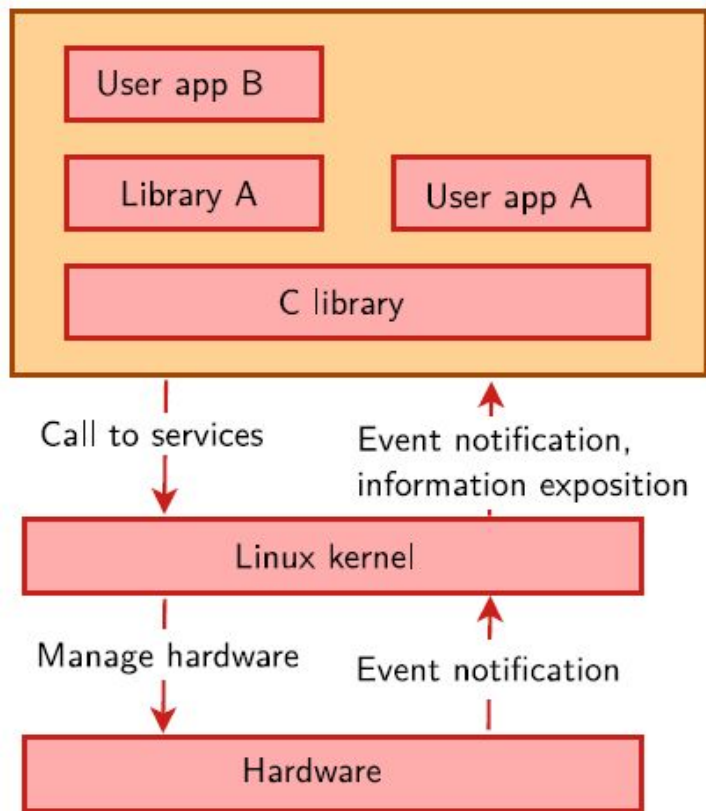 User app B
Library A
User app A
C library
Call to services
Event notification,
information exposition
Linux kernel
Manage hardware
Event notification
Hardware